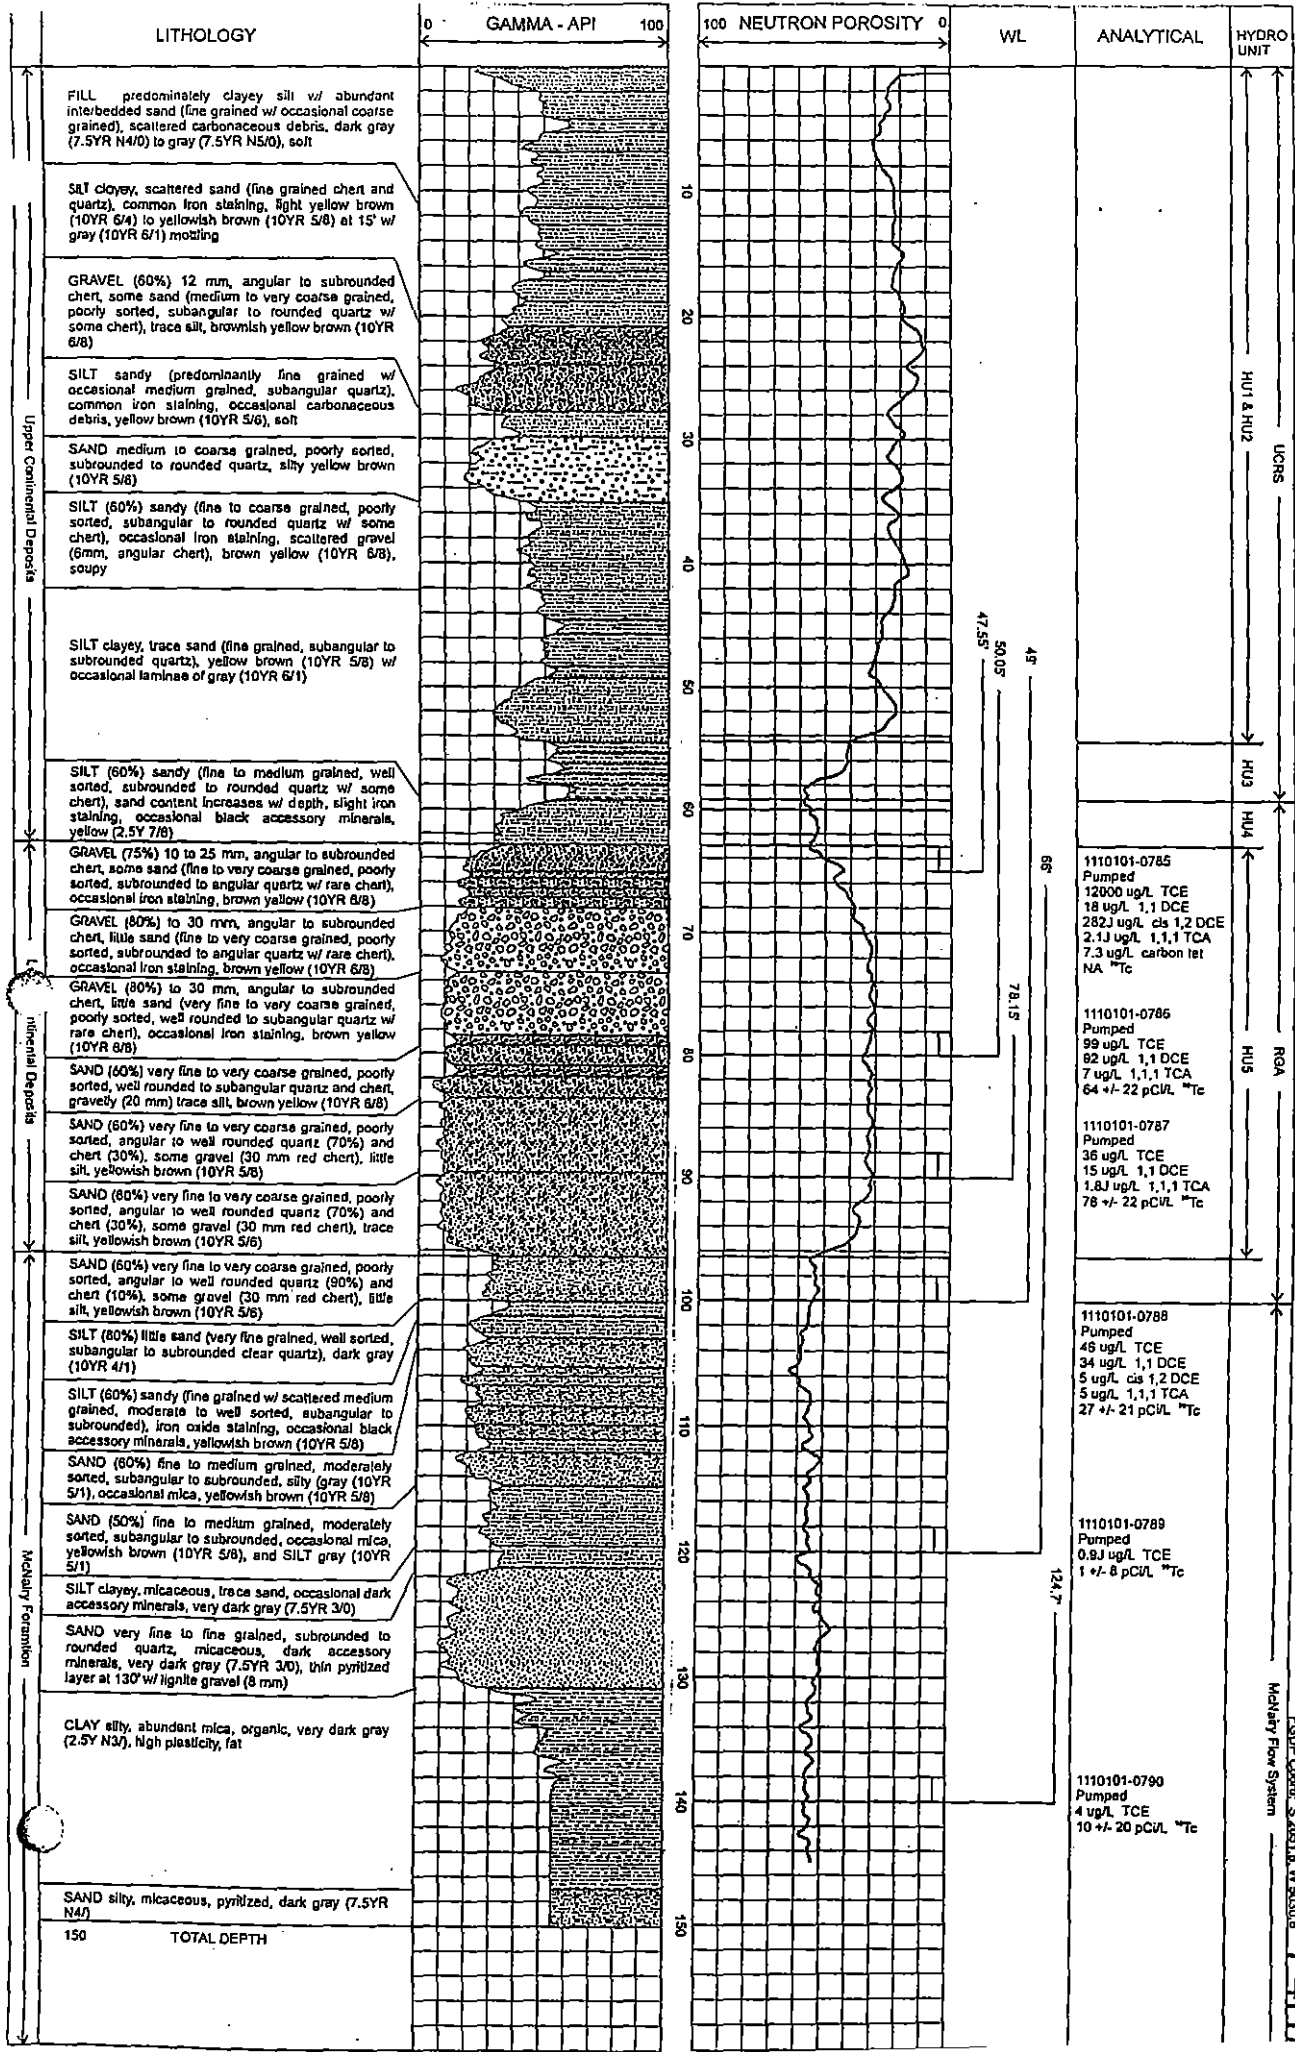 LITHOLOGY
0 GAMMA - API 100
100 NEUTRON POROSITY 0
WL
ANALYTICAL
HYDRO
UNIT
FILL predominately clayey silt w/ abundant
interbedded sand (fine grained w/ occasional coarse
grained), scattered carbonaceous debris, dark gray
(7.5YR N4/0) to gray (7.5YR N5/0), soft
SILT clayey, scattered sand (fine grained chert and
quartz), common iron staining, light yellow brown
(10YR 6/4) to yellowish brown (10YR 5/8) at 15' w/
gray (10YR 6/1) mottling
GRAVEL (60%) 12 mm, angular to subrounded
chert, some sand (medium to very coarse grained,
poorly sorted, subangular to rounded quartz w/
some chert), trace silt, brownish yellow brown (10YR
6/8)
SILT sandy (predominantly fine grained w/
occasional medium grained, subangular quartz),
common iron staining, occasional carbonaceous
debris, yellow brown (10YR 5/6), soft
SAND medium to coarse grained, poorly sorted,
subrounded to rounded quartz, silty yellow brown
(10YR 5/8)
SILT (60%) sandy (fine to coarse grained, poorly
sorted, subangular to rounded quartz w/ some
chert), occasional iron staining, scattered gravel
(6mm, angular chert), brown yellow (10YR 6/8),
soupy
SILT clayey, trace sand (fine grained, subangular to
subrounded quartz), yellow brown (10YR 5/8) w/
occasional laminae of gray (10YR 6/1)
SILT (60%) sandy (fine to medium grained, well
sorted, subrounded to rounded quartz w/ some
chert), sand content increases w/ depth, slight iron
staining, occasional black accessory minerals,
yellow (2.5Y 7/8)
GRAVEL (75%) 10 to 25 mm, angular to subrounded
chert, some sand (fine to very coarse grained, poorly
sorted, subrounded to angular quartz w/ rare chert),
occasional iron staining, brown yellow (10YR 6/8)
GRAVEL (80%) to 30 mm, angular to subrounded
chert, little sand (fine to very coarse grained, poorly
sorted, subrounded to angular quartz w/ rare chert),
occasional iron staining, brown yellow (10YR 6/8)
GRAVEL (80%) to 30 mm, angular to subrounded
chert, little sand (very fine to very coarse grained,
poorly sorted, well rounded to subangular quartz w/
rare chert), occasional iron staining, brown yellow
(10YR 6/8)
SAND (60%) very fine to very coarse grained, poorly
sorted, well rounded to subangular quartz and chert,
gravelly (20 mm) trace silt, brown yellow (10YR 6/8)
SAND (60%) very fine to very coarse grained, poorly
sorted, angular to well rounded quartz (70%) and
chert (30%), some gravel (30 mm red chert), little
silt, yellowish brown (10YR 5/8)
SAND (80%) very fine to very coarse grained, poorly
sorted, angular to well rounded quartz (70%) and
chert (30%), some gravel (30 mm red chert), trace
silt, yellowish brown (10YR 5/6)
SAND (60%) very fine to very coarse grained, poorly
sorted, angular to well rounded quartz (90%) and
chert (10%), some gravel (30 mm red chert), little
silt, yellowish brown (10YR 5/6)
SILT (80%) little sand (very fine grained, well sorted,
subangular to subrounded clear quartz), dark gray
(10YR 4/1)
SILT (60%) sandy (fine grained w/ scattered medium
grained, moderate to well sorted, subangular to
subrounded), iron oxide staining, occasional black
accessory minerals, yellowish brown (10YR 5/8)
SAND (60%) fine to medium grained, moderately
sorted, subangular to subrounded, silty (gray (10YR
5/1), occasional mica, yellowish brown (10YR 5/8)
SAND (50%) fine to medium grained, moderately
sorted, subangular to subrounded, occasional mica,
yellowish brown (10YR 5/8), and SILT gray (10YR
5/1)
SILT clayey, micaceous, trace sand, occasional dark
accessory minerals, very dark gray (7.5YR 3/0)
SAND very fine to fine grained, subrounded to
rounded quartz, micaceous, dark accessory
minerals, very dark gray (7.5YR 3/0), thin pyritized
layer at 130' w/ lignite gravel (8 mm)
CLAY silty, abundant mica, organic, very dark gray
(2.5Y N3/), high plasticity, fat
SAND silty, micaceous, pyritized, dark gray (7.5YR
N4/)
150 TOTAL DEPTH
Upper Continental Deposits
L ntinental Deposits
McNairy Foramtion
10
20
30
40
50
60
70
80
90
100
110
120
130
140
150
47.55'
50.05'
45'
66'
78.15'
124.7'
1110101-0785
Pumped
12000 ug/L TCE
18 ug/L 1,1 DCE
282J ug/L cis 1,2 DCE
2.1J ug/L 1,1,1 TCA
7.3 ug/L carbon tet
NA ⁹⁹Tc
1110101-0786
Pumped
99 ug/L TCE
92 ug/L 1,1 DCE
7 ug/L 1,1,1 TCA
64 +/- 22 pCi/L ⁹⁹Tc
1110101-0787
Pumped
36 ug/L TCE
15 ug/L 1,1 DCE
1.8J ug/L 1,1,1 TCA
78 +/- 22 pCi/L ⁹⁹Tc
1110101-0788
Pumped
46 ug/L TCE
34 ug/L 1,1 DCE
5 ug/L cis 1,2 DCE
5 ug/L 1,1,1 TCA
27 +/- 21 pCi/L ⁹⁹Tc
1110101-0789
Pumped
0.9J ug/L TCE
1 +/- 8 pCi/L ⁹⁹Tc
1110101-0790
Pumped
4 ug/L TCE
10 +/- 20 pCi/L ⁹⁹Tc
HU1 & HU2
HU3
HU4
HU5
UCRS
RGA
McNairy Flow System